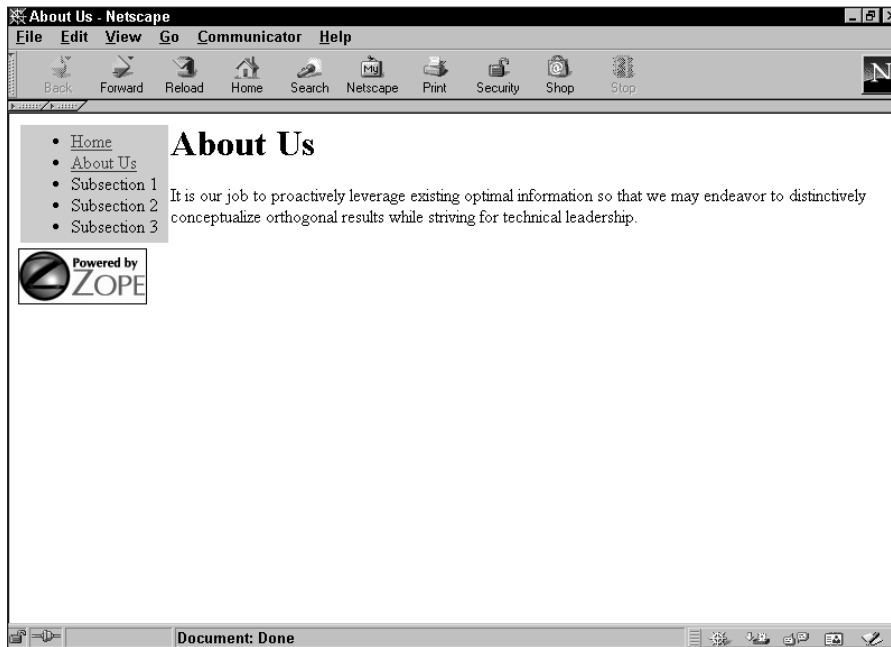 About Us - Netscape
File Edit View Go Communicator Help
My
N
Back Forward Reload Home Search Netscape Print Security Shop Stop
Home
About Us
Subsection 1
Subsection 2
Subsection 3
Powered by
ZOPE
About Us
It is our job to proactively leverage existing optimal information so that we may endeavor to distinctively
conceptualize orthogonal results while striving for technical leadership.
Document: Done